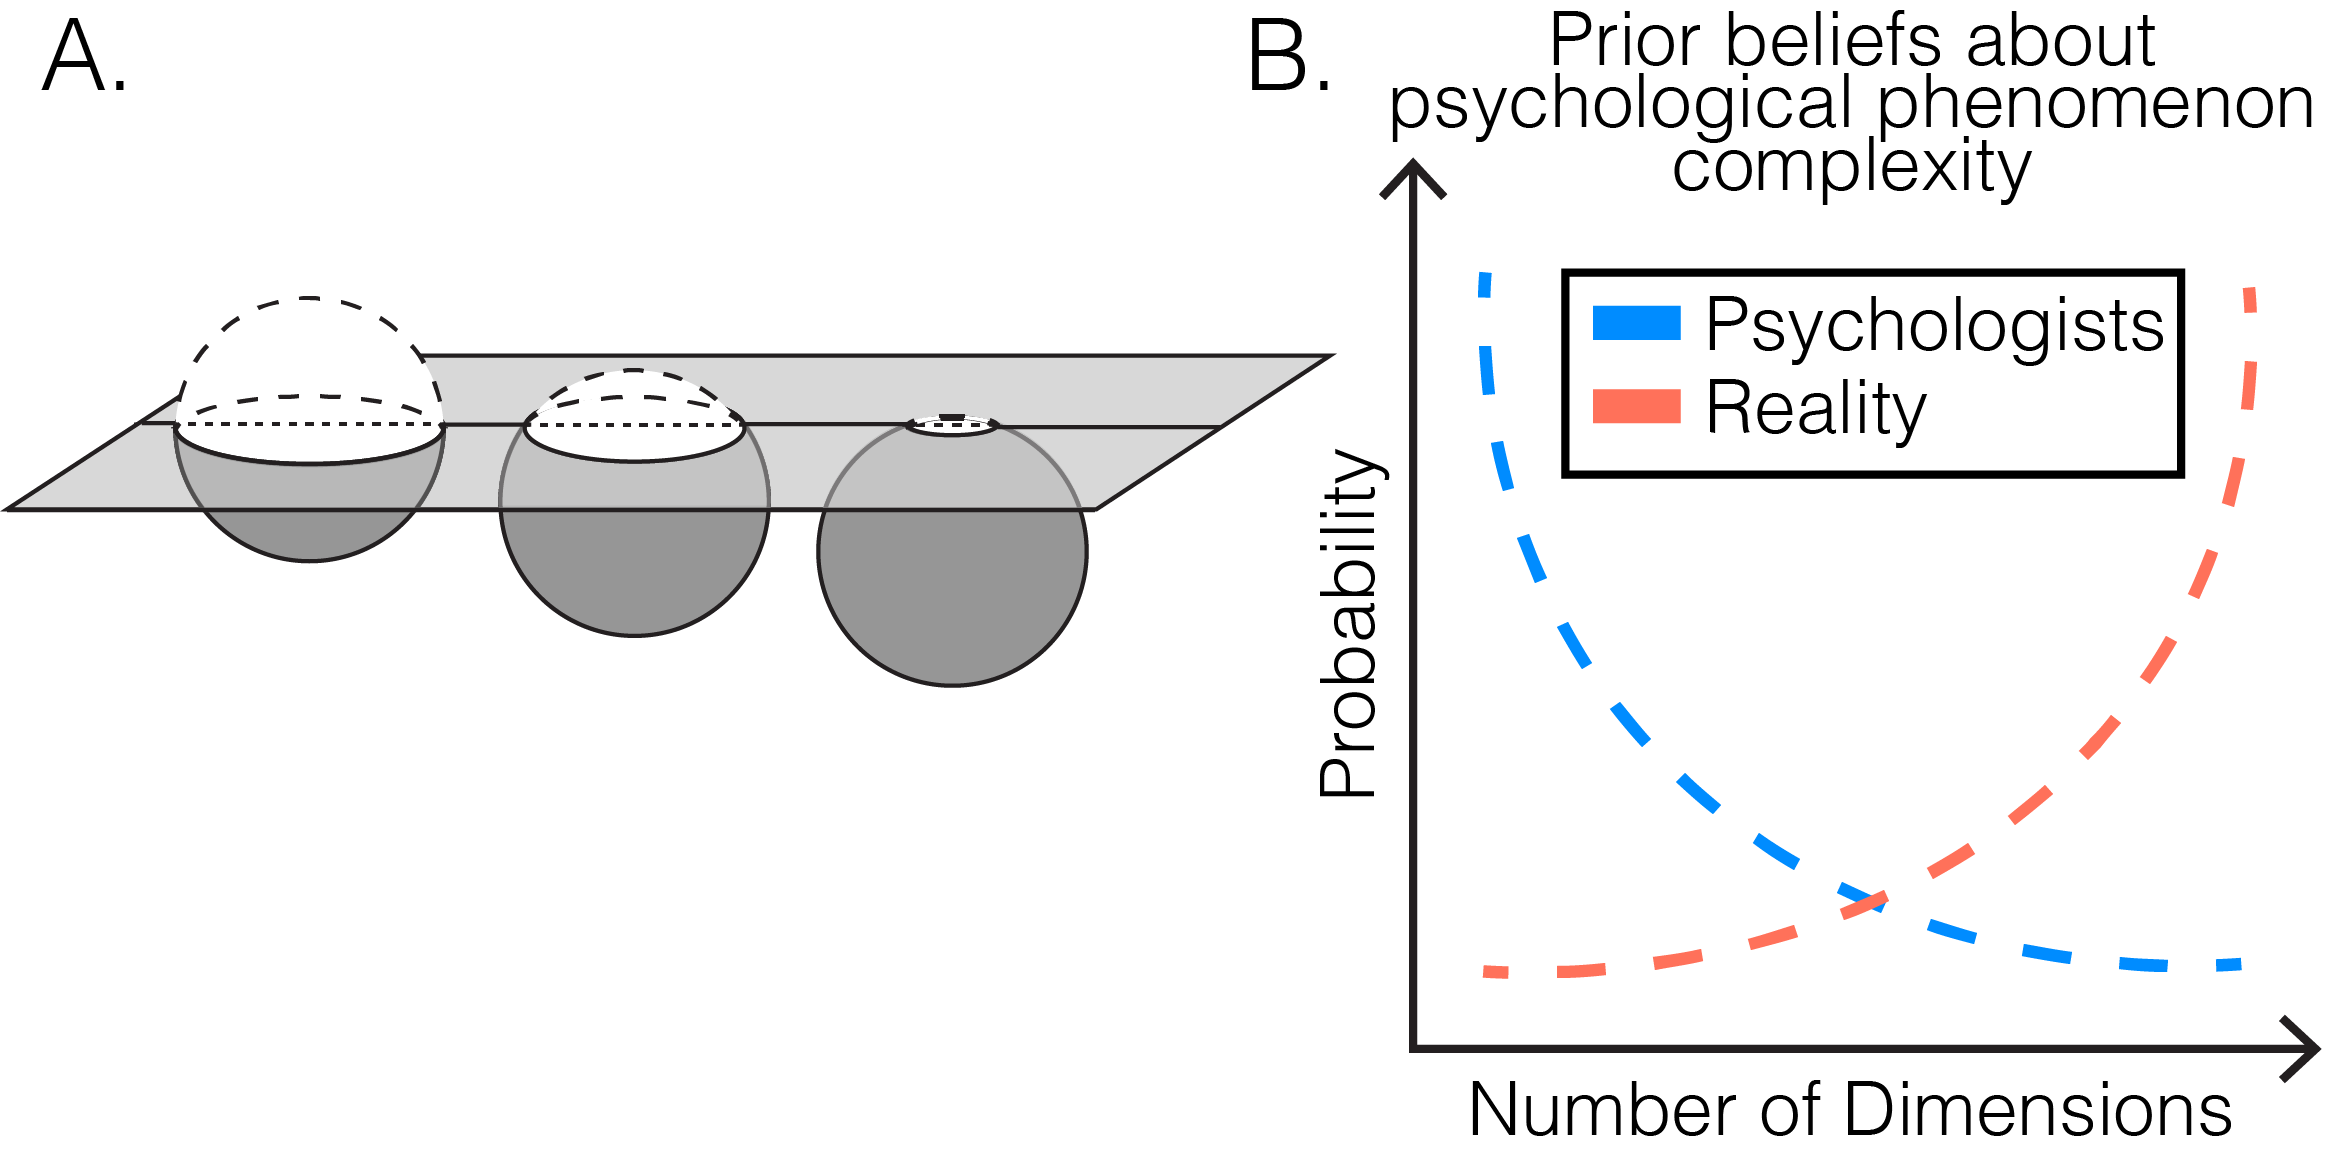 A.
B.
Prior beliefs about
psychological phenomenon
complexity
Psychologists
Reality
Probability
Number of Dimensions